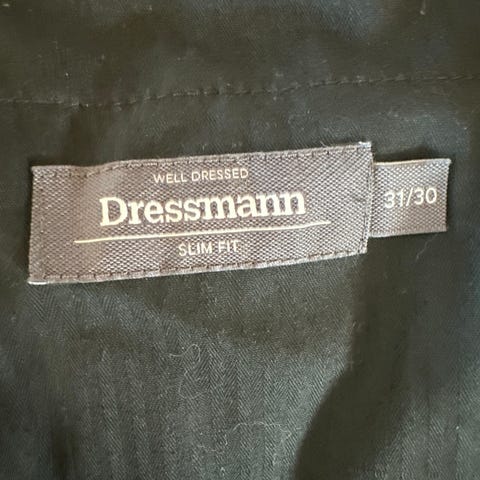 WELL DRESSED
Dressmann
SLIM FIT
31/30